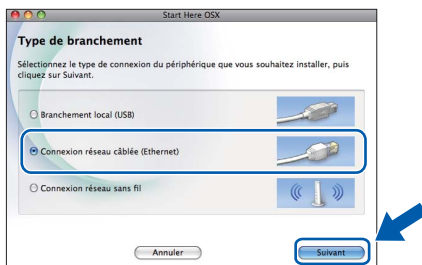 Start Here OSX
Type de branchement
Sélectionnez le type de connexion du périphérique que vous souhaitez installer, puis
cliquez sur Suivant.
Branchement local (USB)
Connexion réseau câblée (Ethernet)
Connexion réseau sans fil
Annuler
Suivant